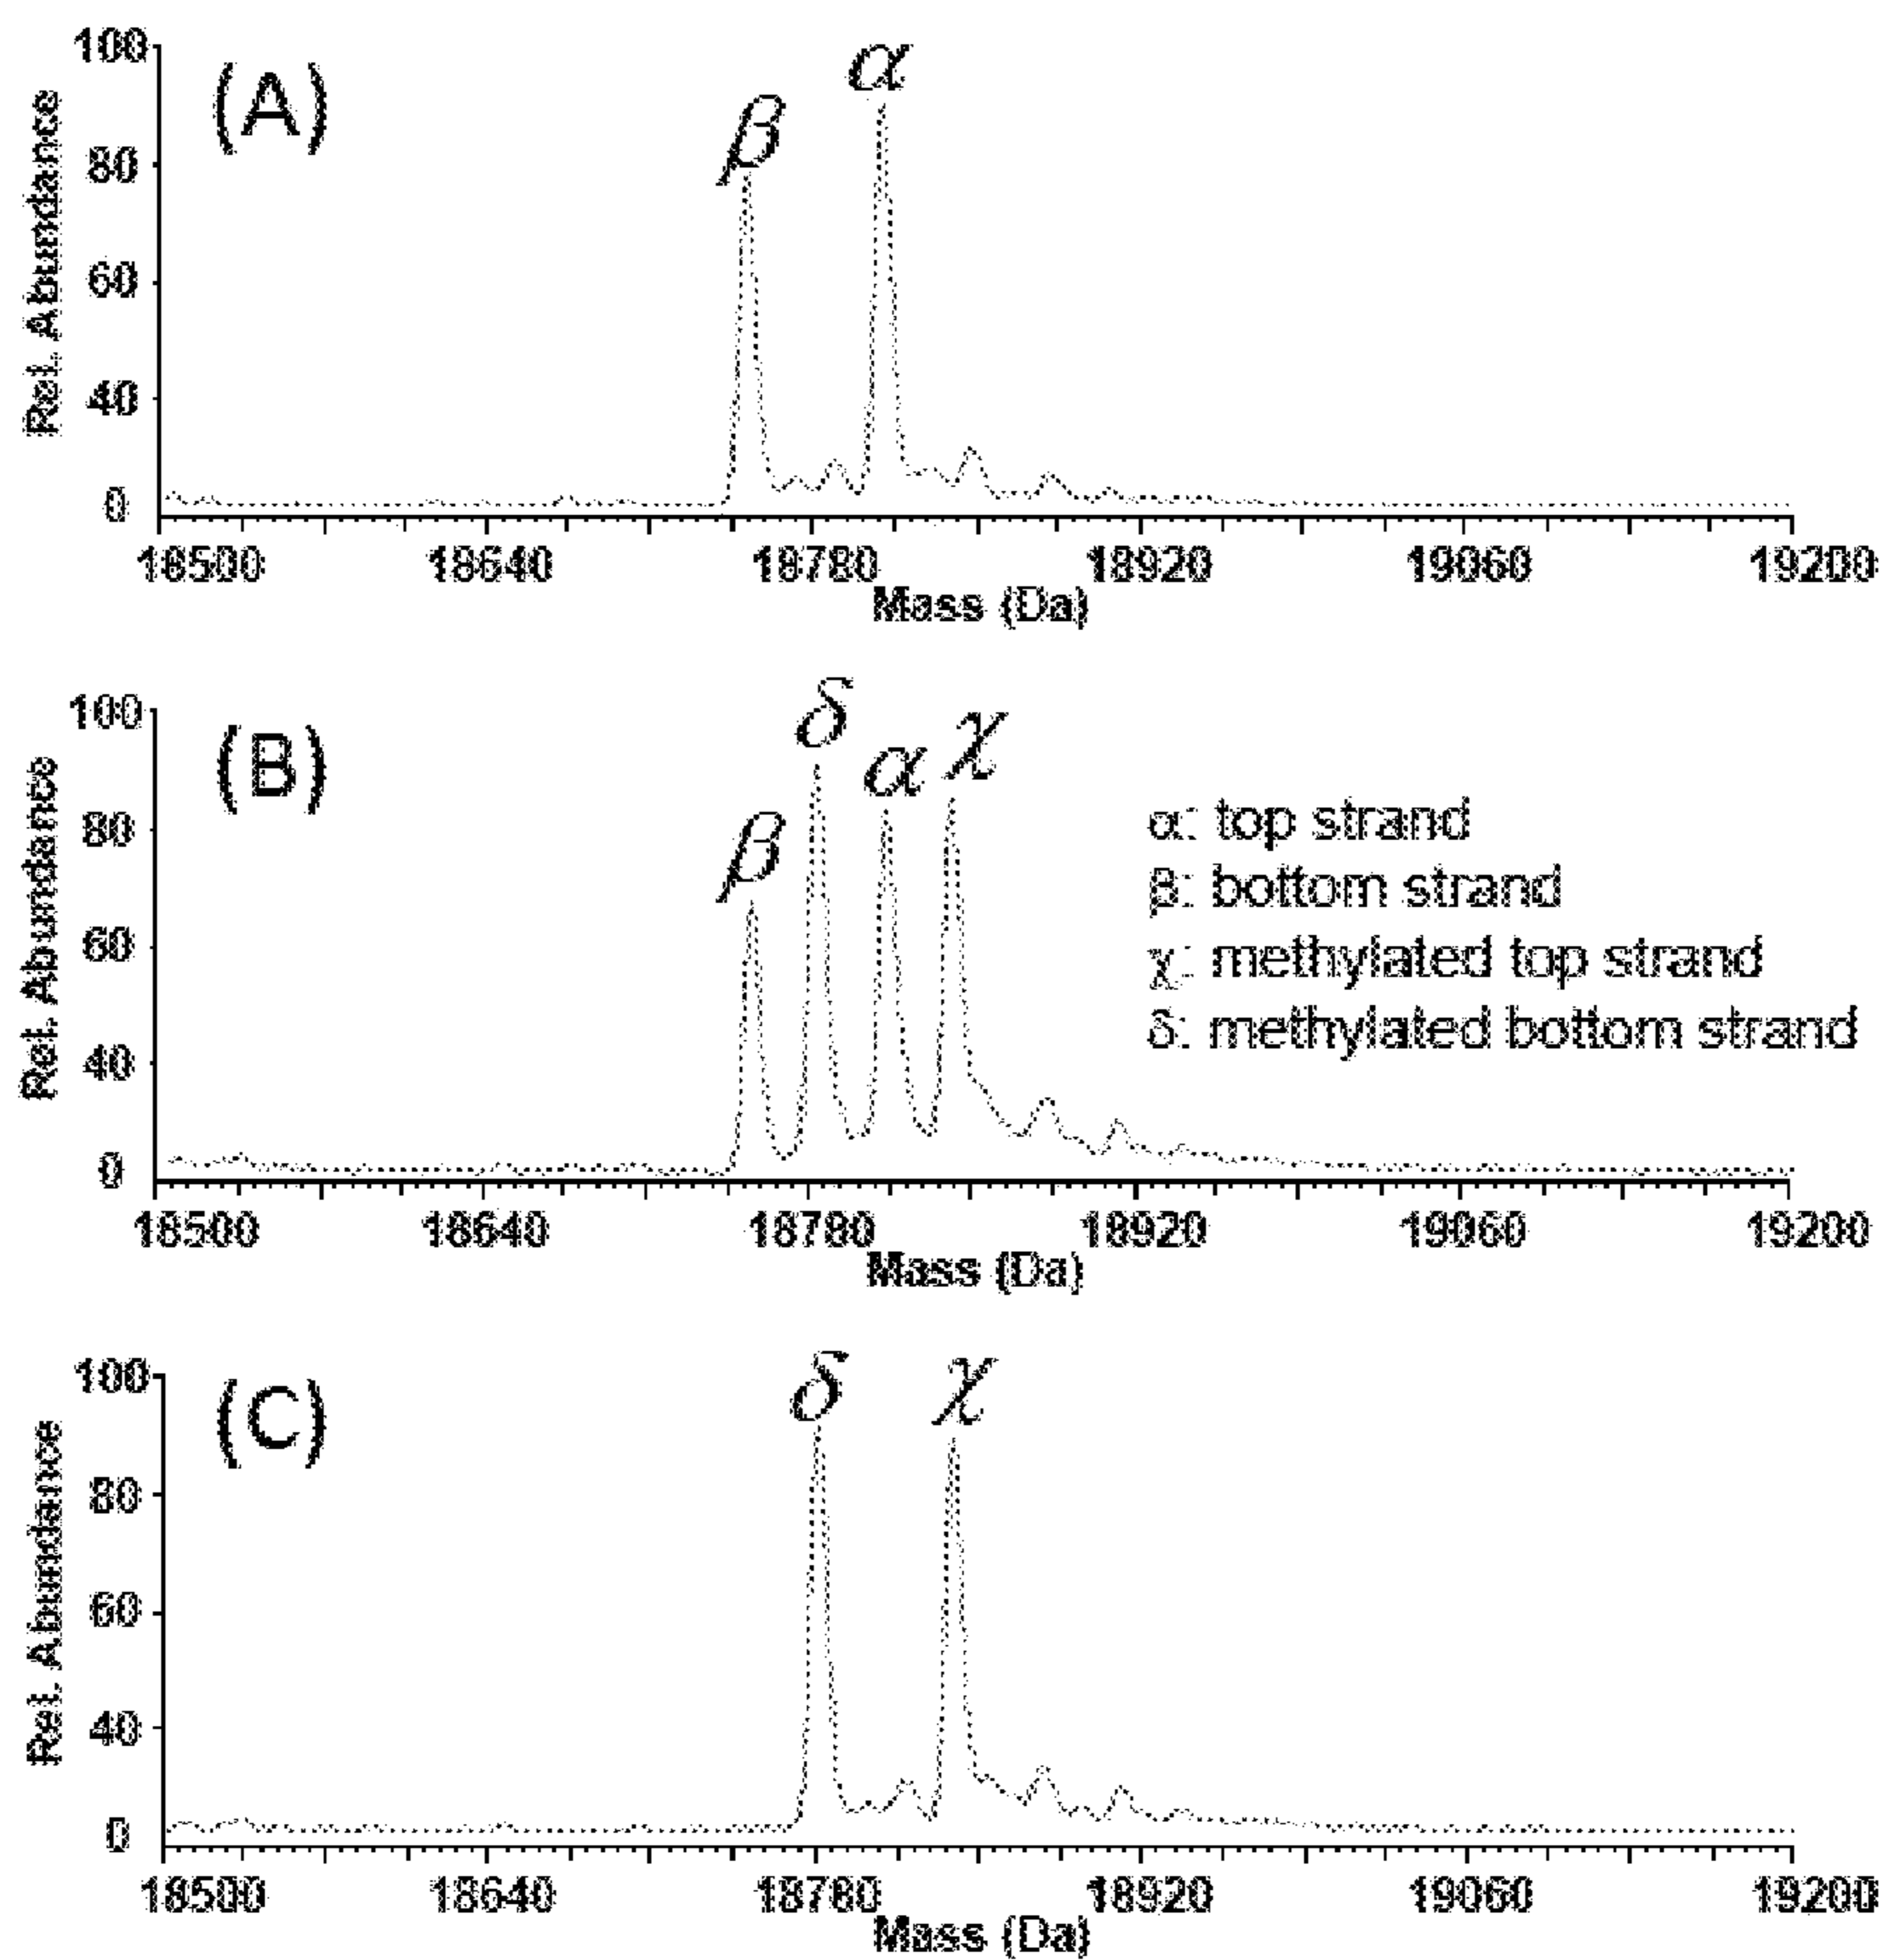 (A)
β
α
Rel. Abundance
100
80
60
40
0
18500 18640 18780 18920 19060 19200
Mass (Da)
(B)
β
δ
α
χ
Rel. Abundance
100
80
60
40
0
α: top strand
β: bottom strand
χ: methylated top strand
δ: methylated bottom strand
18500 18640 18780 18920 19060 19200
Mass (Da)
(C)
δ
χ
Rel. Abundance
100
80
60
40
0
18500 18640 18780 18920 19060 19200
Mass (Da)